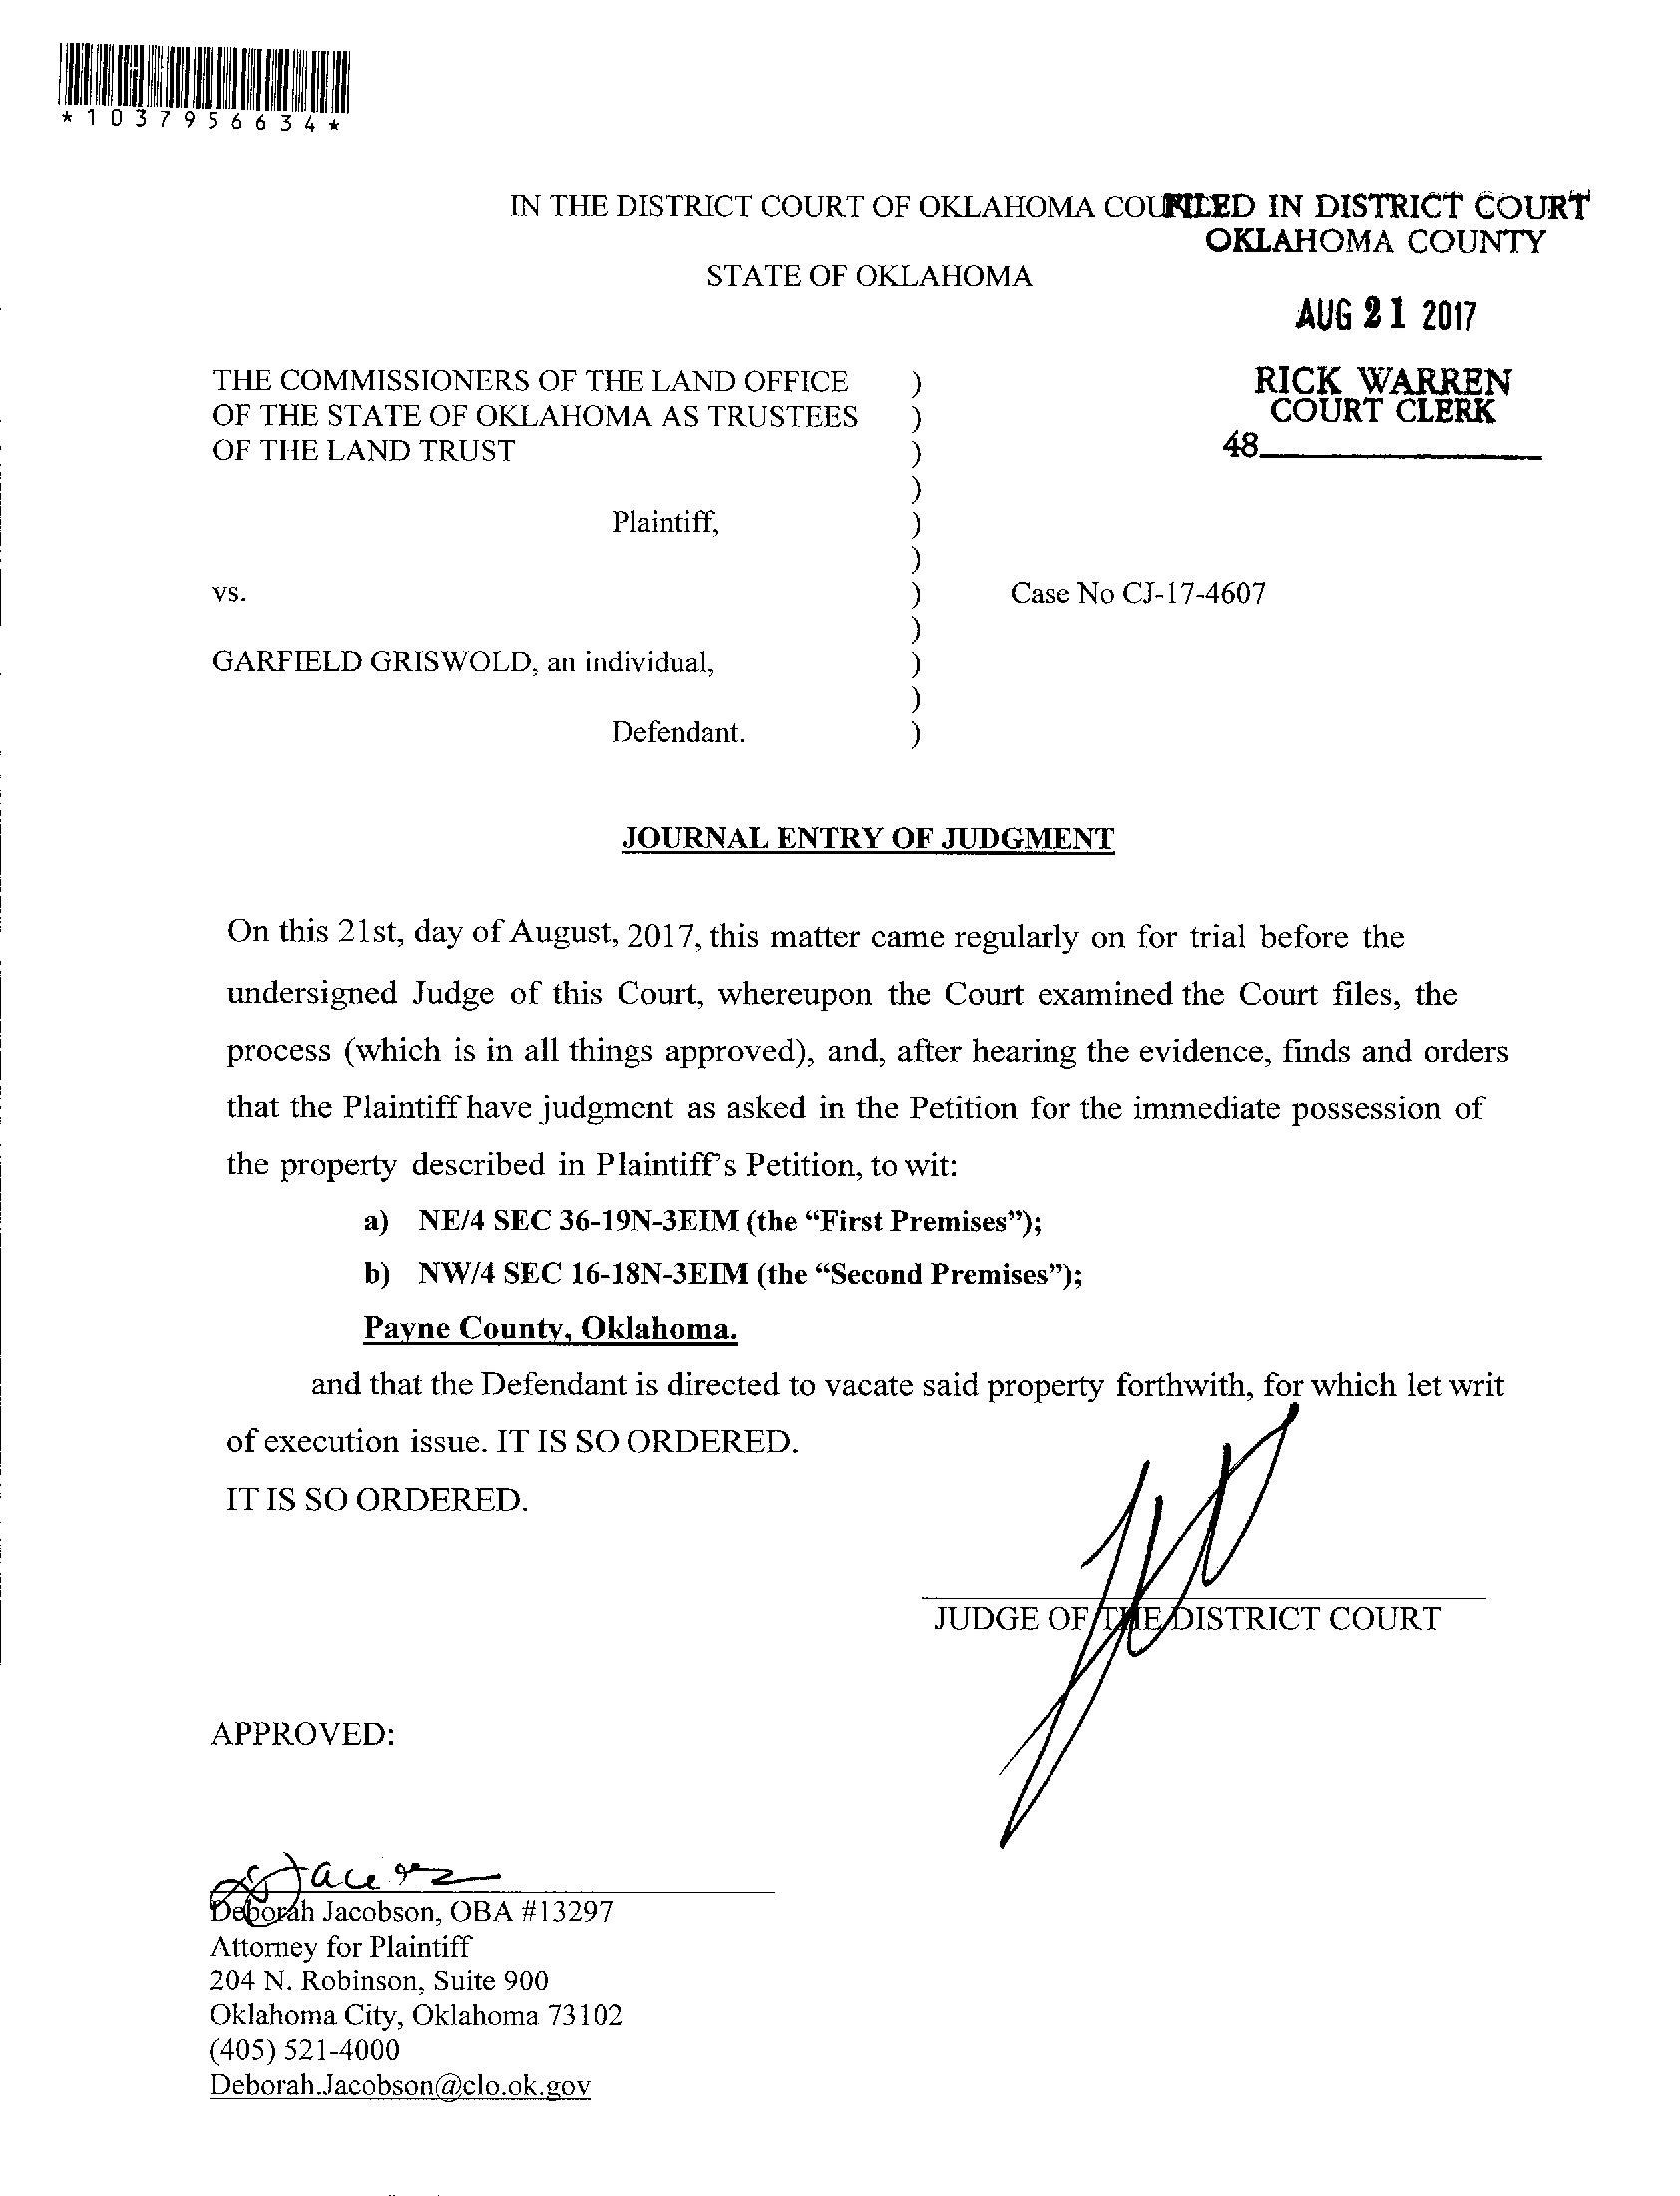 *1037956634*
IN THE DISTRICT COURT OF OKLAHOMA COU
FILED IN DISTRICT COURT
OKLAHOMA COUNTY
STATE OF OKLAHOMA
AUG 21 2017
RICK WARREN
COURT CLERK
48
THE COMMISSIONERS OF THE LAND OFFICE )
OF THE STATE OF OKLAHOMA AS TRUSTEES )
OF THE LAND TRUST )
)
Plaintiff, )
)
vs. ) Case No CJ-17-4607
)
GARFIELD GRISWOLD, an individual, )
)
Defendant. )
JOURNAL ENTRY OF JUDGMENT
On this 21st, day of August, 2017, this matter came regularly on for trial before the
undersigned Judge of this Court, whereupon the Court examined the Court files, the
process (which is in all things approved), and, after hearing the evidence, finds and orders
that the Plaintiff have judgment as asked in the Petition for the immediate possession of
the property described in Plaintiff's Petition, to wit:
a) NE/4 SEC 36-19N-3EIM (the “First Premises”);
b) NW/4 SEC 16-18N-3EIM (the “Second Premises”);
Payne County, Oklahoma.
and that the Defendant is directed to vacate said property forthwith, for which let writ
of execution issue. IT IS SO ORDERED.
IT IS SO ORDERED.
JUDGE OF THE DISTRICT COURT
APPROVED:
Deborah Jacobson, OBA #13297
Attorney for Plaintiff
204 N. Robinson, Suite 900
Oklahoma City, Oklahoma 73102
(405) 521-4000
Deborah.Jacobson@clo.ok.gov